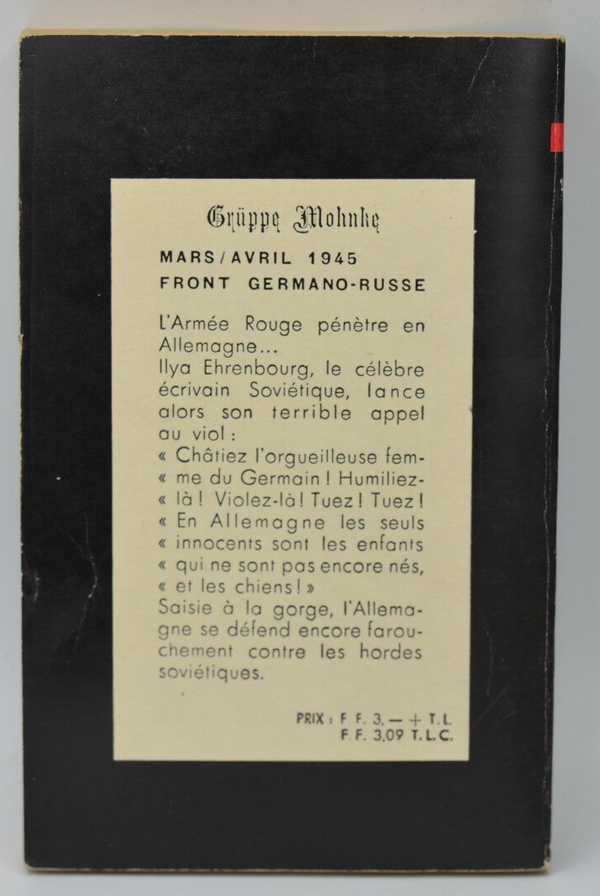 Grüppe Mohnke
MARS/AVRIL 1945
FRONT GERMANO-RUSSE
L'Armée Rouge pénètre en
Allemagne...
Ilya Ehrenbourg, le célèbre
écrivain Soviétique, lance
alors son terrible appel
au viol :
« Châtiez l'orgueilleuse fem-
« me du Germain ! Humiliez-
« là ! Violez-là ! Tuez ! Tuez !
« En Allemagne les seuls
« innocents sont les enfants
« qui ne sont pas encore nés,
« et les chiens ! »
Saisie à la gorge, l'Allema-
gne se défend encore farou-
chement contre les hordes
soviétiques.
PRIX : F. F. 3,— + T.L.
F. F. 3,09 T.L.C.